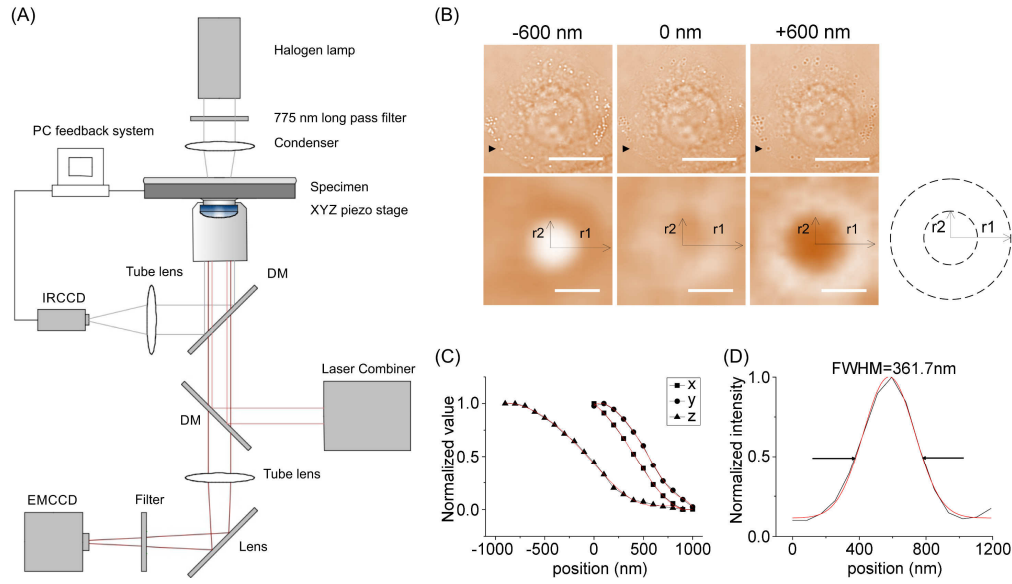 (A)
Halogen lamp
775 nm long pass filter
PC feedback system
Condenser
Specimen
XYZ piezo stage
Tube lens
DM
IRCCD
Laser Combiner
DM
Tube lens
EMCCD
Filter
Lens
(B)
-600 nm
0 nm
+600 nm
r2
r1
r2
r1
r2
r1
r2
r1
(C)
x
y
z
Normalized value
1.0
0.5
0.0
-1000
-500
0
500
1000
position (nm)
(D)
FWHM=361.7nm
Normalized intensity
1.0
0.5
0.0
0
400
800
1200
position (nm)